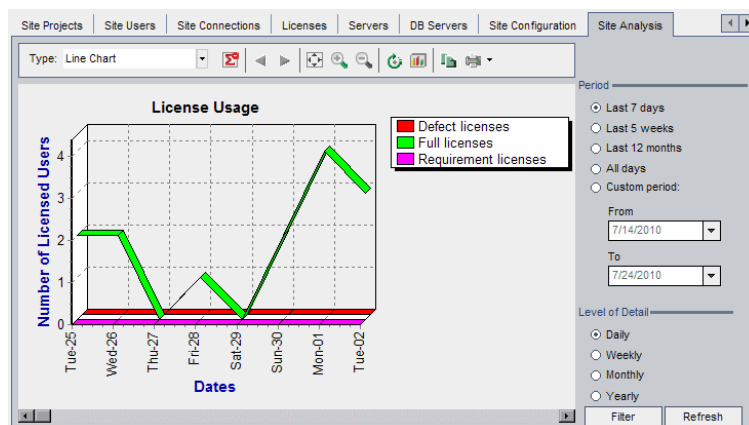 Site Projects Site Users Site Connections Licenses Servers DB Servers Site Configuration Site Analysis
Type: Line Chart
License Usage
Number of Licensed Users
4
3
2
1
0
Tue-25 Wed-26 Thu-27 Fri-28 Sat-29 Sun-30 Mon-01 Tue-02
Dates
Defect licenses
Full licenses
Requirement licenses
Period
Last 7 days
Last 5 weeks
Last 12 months
All days
Custom period:
From
7/14/2010
To
7/24/2010
Level of Detail
Daily
Weekly
Monthly
Yearly
Filter Refresh